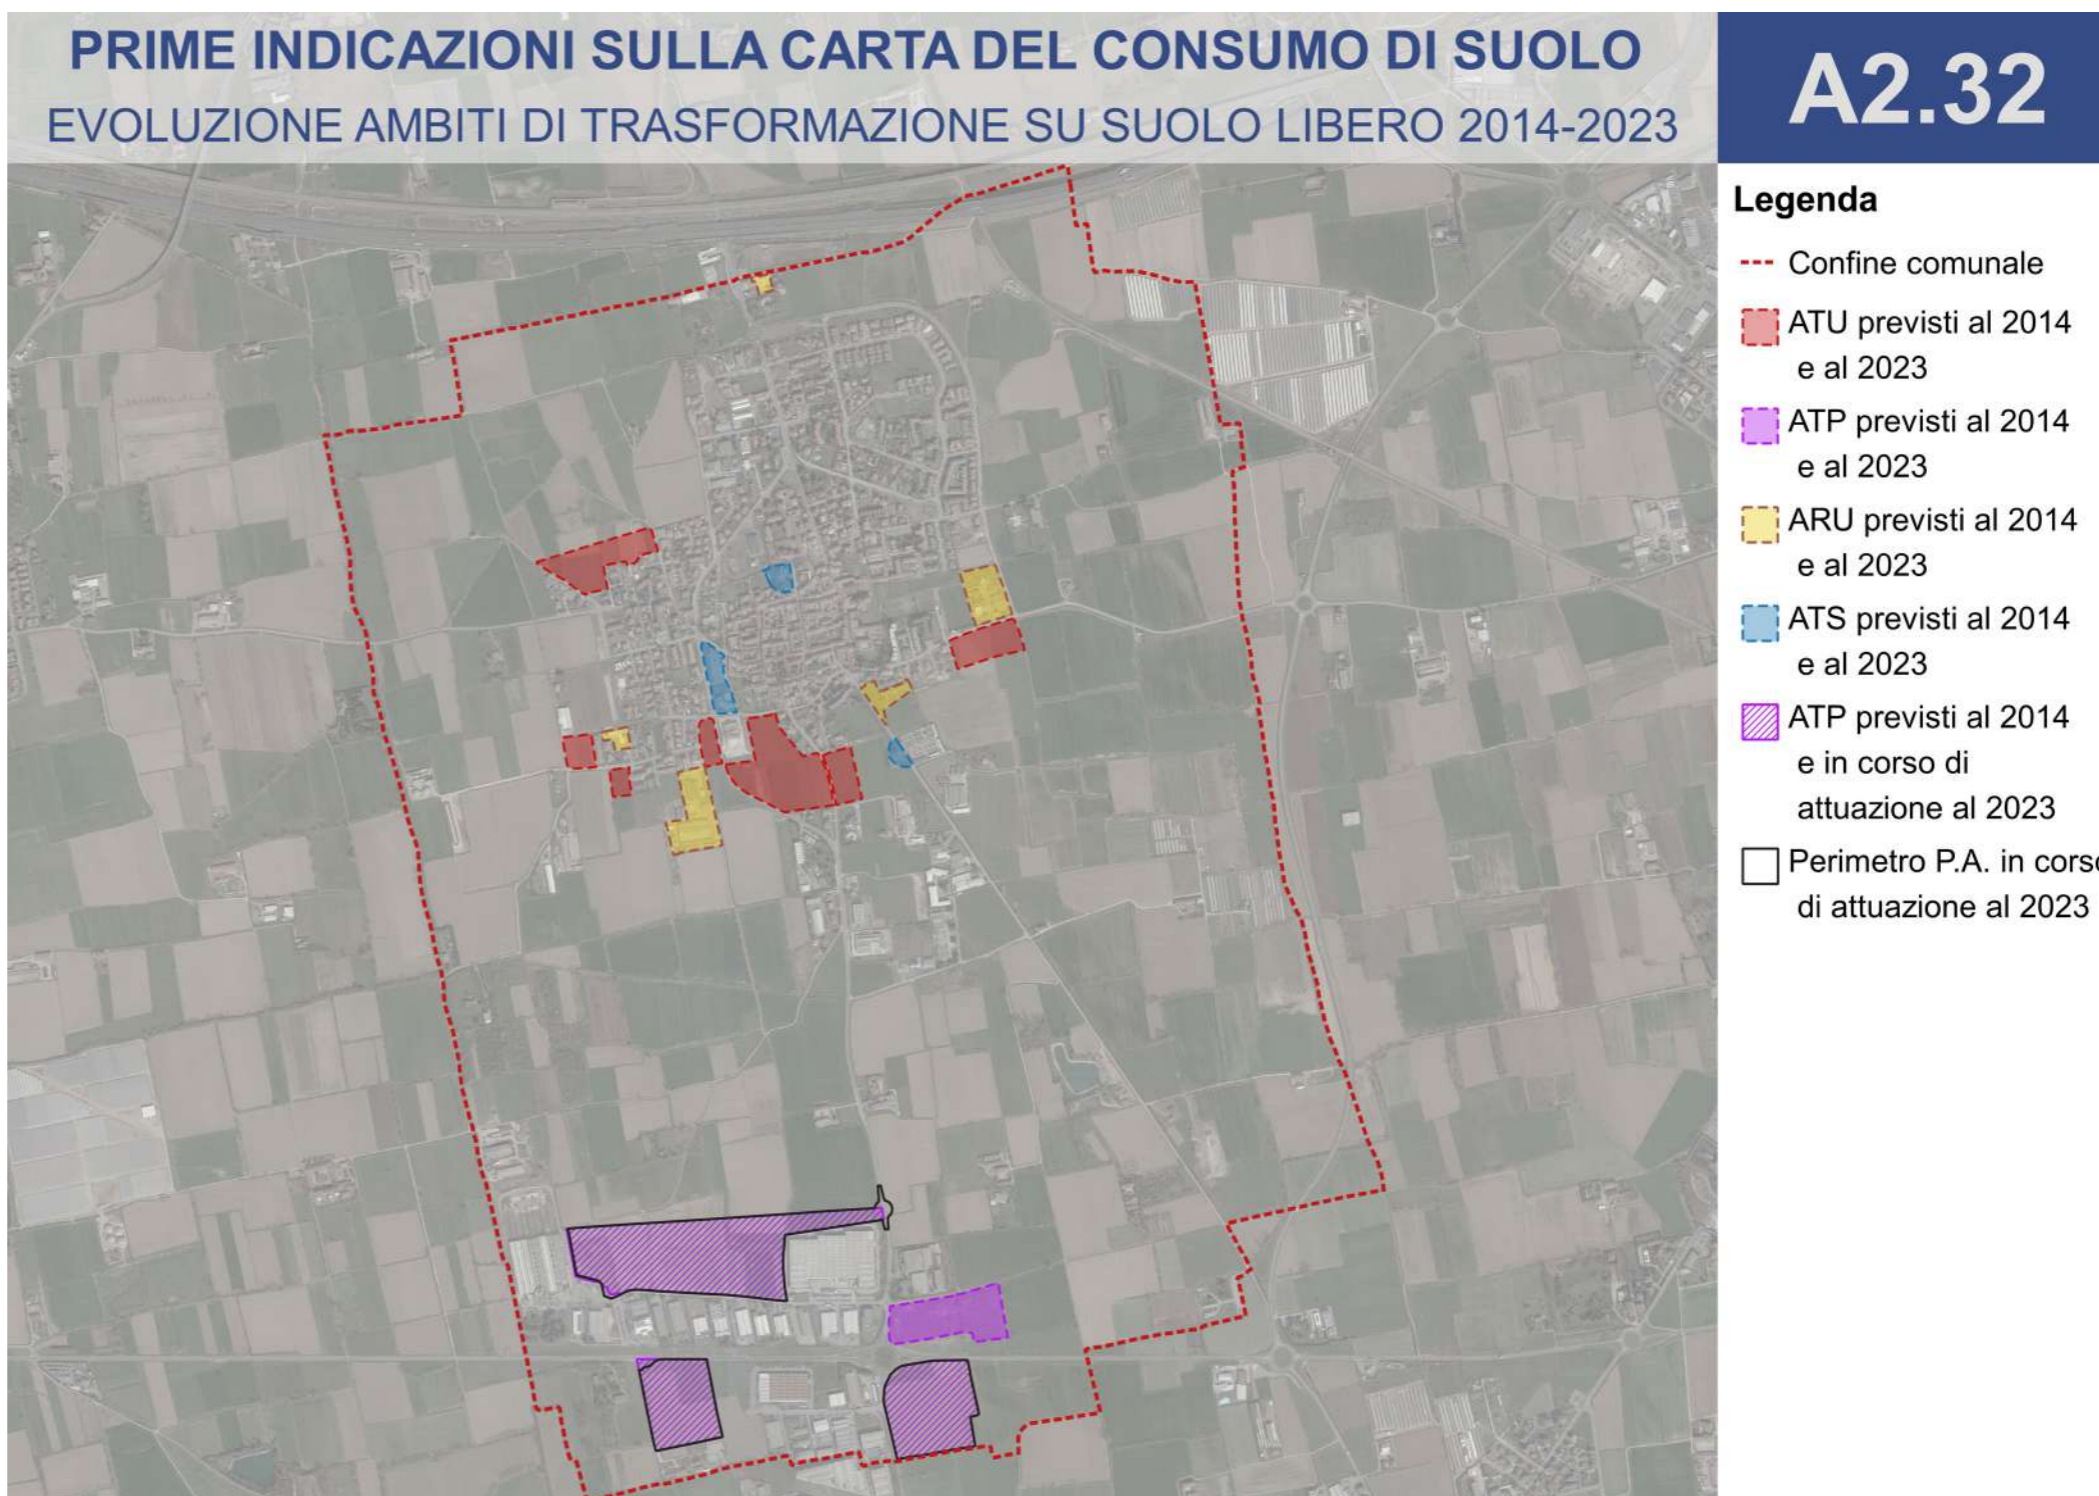 PRIME INDICAZIONI SULLA CARTA DEL CONSUMO DI SUOLO
EVOLUZIONE AMBITI DI TRASFORMAZIONE SU SUOLO LIBERO 2014-2023
A2.32
Legenda
Confine comunale
ATU previsti al 2014
e al 2023
ATP previsti al 2014
e al 2023
ARU previsti al 2014
e al 2023
ATS previsti al 2014
e al 2023
ATP previsti al 2014
e in corso di
attuazione al 2023
Perimetro P.A. in corso
di attuazione al 2023